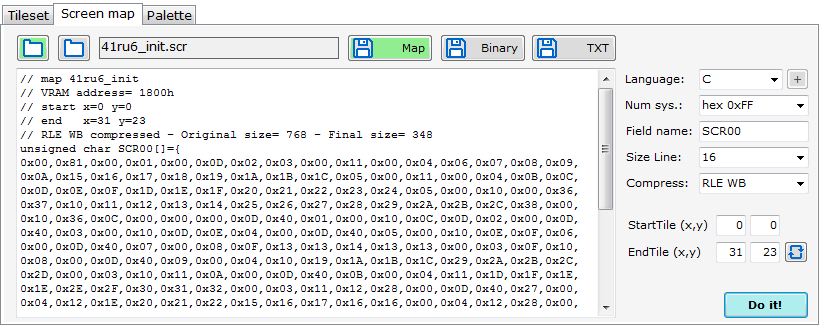 Tileset Screen map Palette
41ru6_init.scr Map Binary TXT
// map 41ru6_init
// VRAM address= 1800h
// start x=0 y=0
// end   x=31 y=23
// RLE WB compressed - Original size= 768 - Final size= 348
unsigned char SCR00[]={
0x00,0x81,0x00,0x01,0x00,0x0D,0x02,0x03,0x00,0x11,0x00,0x04,0x06,0x07,0x08,0x09,
0x0A,0x15,0x16,0x17,0x18,0x19,0x1A,0x1B,0x1C,0x05,0x00,0x11,0x00,0x04,0x0B,0x0C,
0x0D,0x0E,0x0F,0x1D,0x1E,0x1F,0x20,0x21,0x22,0x23,0x24,0x05,0x00,0x10,0x00,0x36,
0x37,0x10,0x11,0x12,0x13,0x14,0x25,0x26,0x27,0x28,0x29,0x2A,0x2B,0x2C,0x38,0x00,
0x10,0x36,0x0C,0x00,0x00,0x00,0x0D,0x40,0x01,0x00,0x10,0x0C,0x0D,0x02,0x00,0x0D,
0x40,0x03,0x00,0x10,0x0D,0x0E,0x04,0x00,0x0D,0x40,0x05,0x00,0x10,0x0E,0x0F,0x06,
0x00,0x0D,0x40,0x07,0x00,0x08,0x0F,0x13,0x13,0x14,0x13,0x13,0x00,0x03,0x0F,0x10,
0x08,0x00,0x0D,0x40,0x09,0x00,0x04,0x10,0x19,0x1A,0x1B,0x1C,0x29,0x2A,0x2B,0x2C,
0x2D,0x00,0x03,0x10,0x11,0x0A,0x00,0x0D,0x40,0x0B,0x00,0x04,0x11,0x1D,0x1F,0x1E,
0x1E,0x2E,0x2F,0x30,0x31,0x32,0x00,0x03,0x11,0x12,0x28,0x00,0x0D,0x40,0x27,0x00,
0x04,0x12,0x1E,0x20,0x21,0x22,0x15,0x16,0x17,0x16,0x16,0x00,0x04,0x12,0x28,0x00,
Language: C +
Num sys.: hex 0xFF
Field name: SCR00
Size Line: 16
Compress: RLE WB
StartTile (x,y) 0 0
EndTile (x,y) 31 23
Do it!